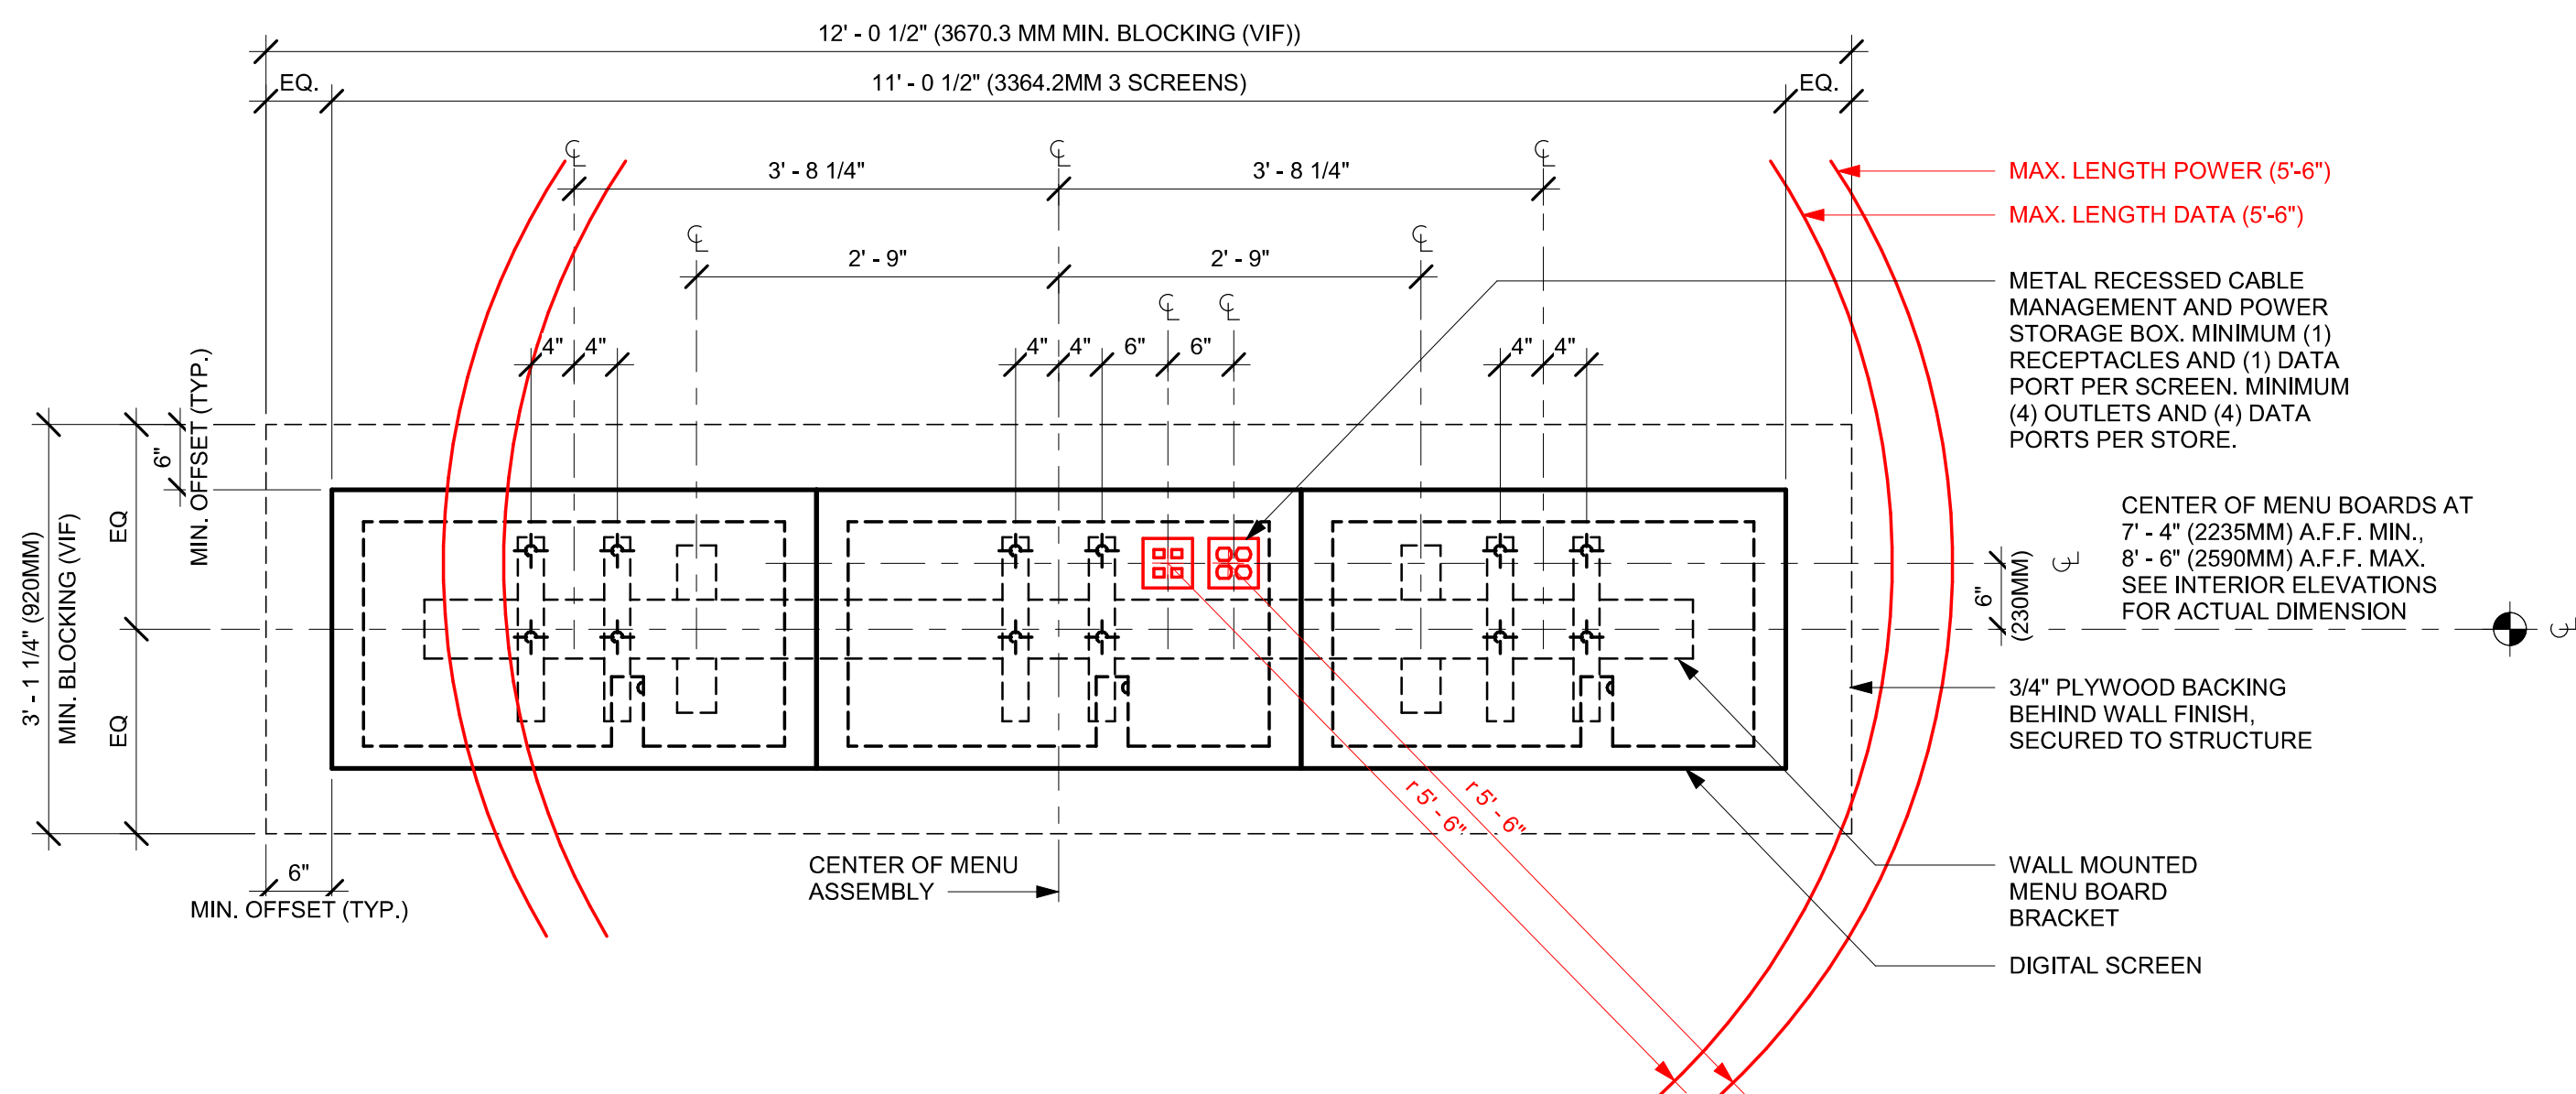 12' - 0 1/2" (3670.3 MM MIN. BLOCKING (VIF))
EQ.
11' - 0 1/2" (3364.2MM 3 SCREENS)
EQ.
3' - 8 1/4"
3' - 8 1/4"
2' - 9"
2' - 9"
4"
4"
4"
4"
6"
6"
4"
4"
MAX. LENGTH POWER (5'-6")
MAX. LENGTH DATA (5'-6")
METAL RECESSED CABLE
MANAGEMENT AND POWER
STORAGE BOX. MINIMUM (1)
RECEPTACLES AND (1) DATA
PORT PER SCREEN. MINIMUM
(4) OUTLETS AND (4) DATA
PORTS PER STORE.
CENTER OF MENU BOARDS AT
7' - 4" (2235MM) A.F.F. MIN.,
8' - 6" (2590MM) A.F.F. MAX.
SEE INTERIOR ELEVATIONS
FOR ACTUAL DIMENSION
6"
(230MM)
3/4" PLYWOOD BACKING
BEHIND WALL FINISH,
SECURED TO STRUCTURE
WALL MOUNTED
MENU BOARD
BRACKET
DIGITAL SCREEN
3' - 1 1/4" (920MM)
MIN. BLOCKING (VIF)
EQ
EQ
6"
MIN. OFFSET (TYP.)
6"
MIN. OFFSET (TYP.)
CENTER OF MENU
ASSEMBLY
r 5' - 6"
r 5' - 6"